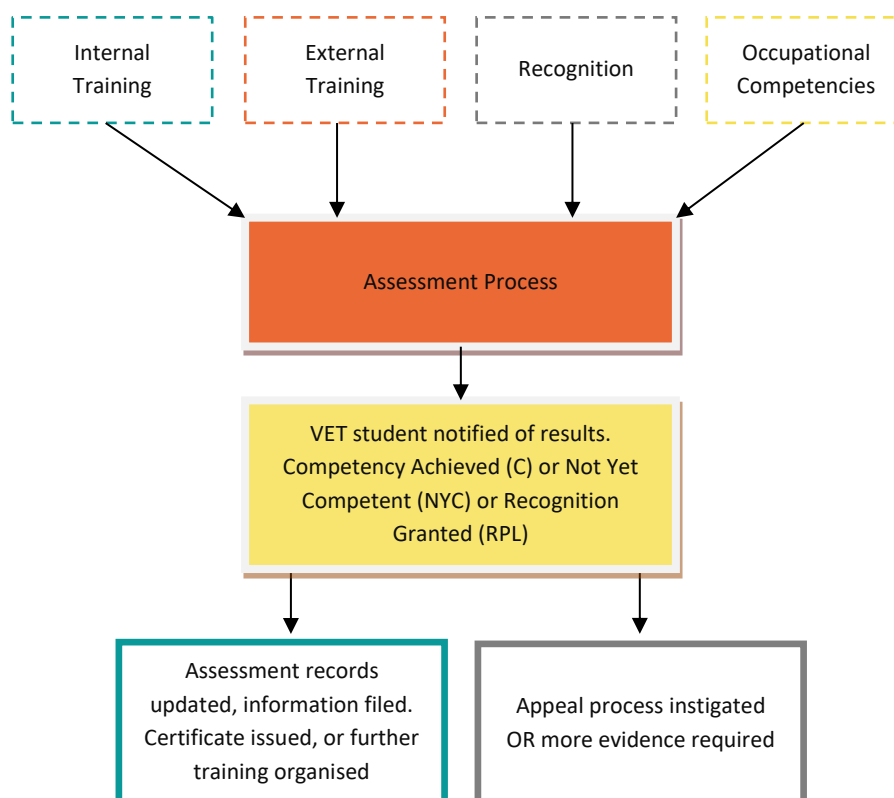 Internal
Training
External
Training
Recognition
Occupational
Competencies
Assessment Process
VET student notified of results.
Competency Achieved (C) or Not Yet
Competent (NYC) or Recognition
Granted (RPL)
Assessment records
updated, information filed.
Certificate issued, or further
training organised
Appeal process instigated
OR more evidence required